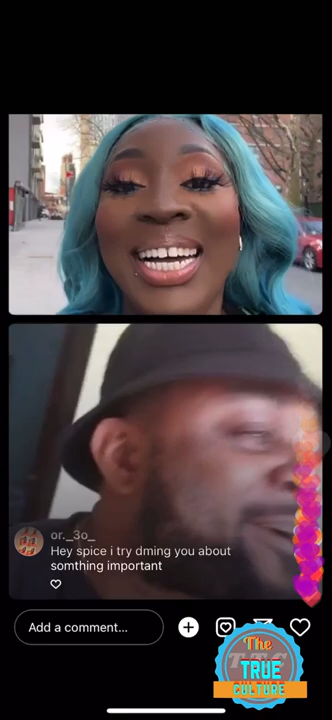 or._3o_
Hey spice i try dming you about
somthing important
Add a comment...
The
TRUE
CULTURE